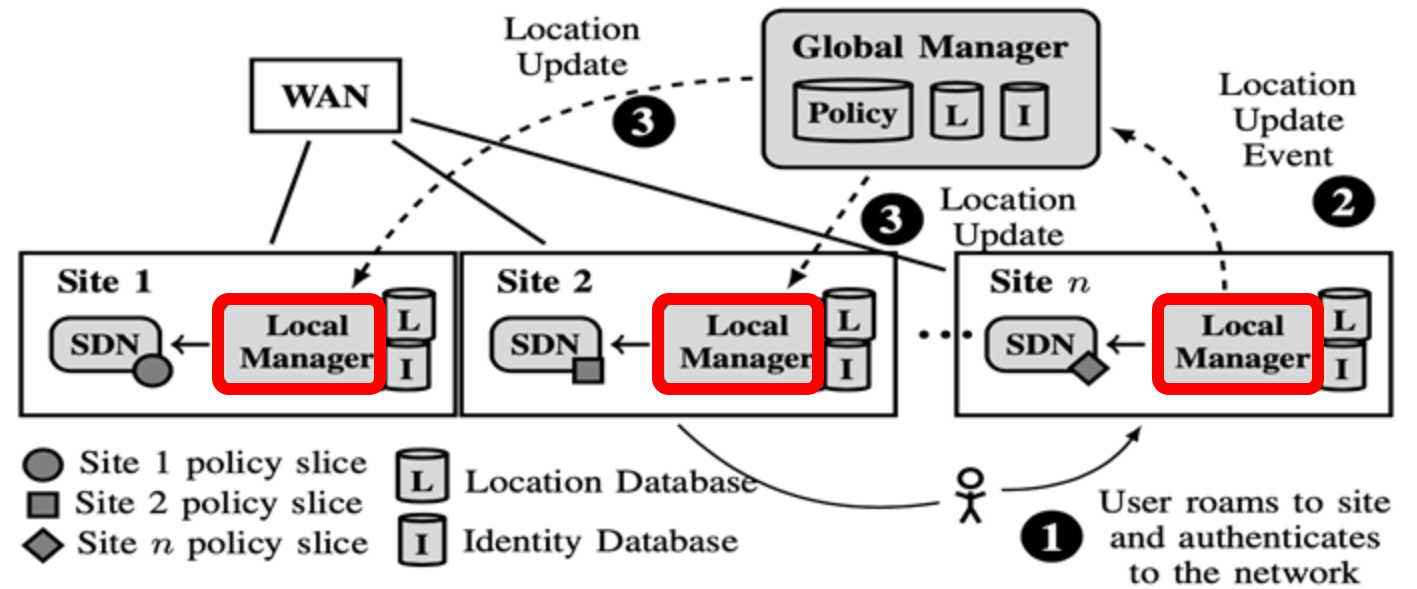 Location
Update
3
WAN
Global Manager
Policy
L
I
Location
Update
Event
2
3
Location
Update
Site 1
SDN
Local
Manager
L
I
Site 2
SDN
Local
Manager
L
I
...
Site n
SDN
Local
Manager
L
I
Site 1 policy slice
Site 2 policy slice
Site n policy slice
L
Location Database
I
Identity Database
1
User roams to site
and authenticates
to the network